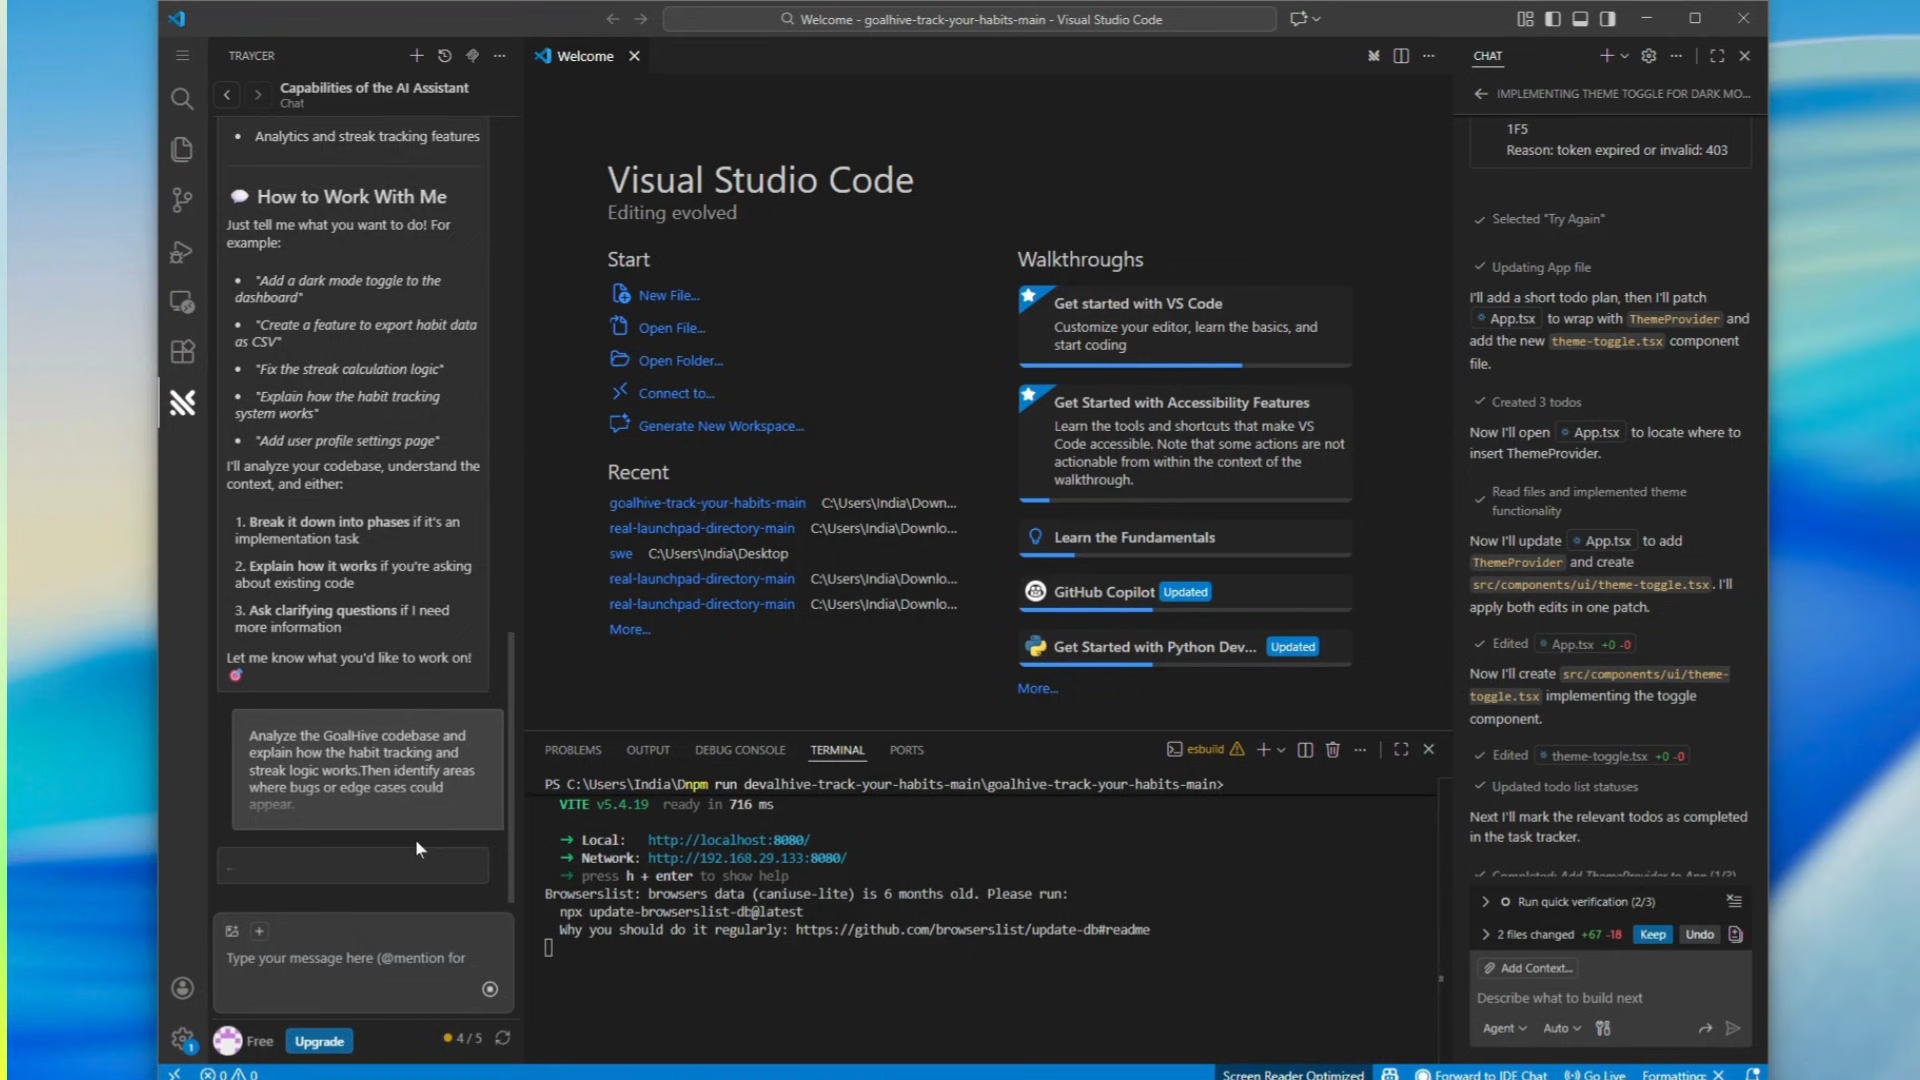 Welcome - goalhive-track-your-habits-main - Visual Studio Code
TRAYCER
Capabilities of the AI Assistant
Chat
• Analytics and streak tracking features
How to Work With Me
Just tell me what you want to do! For
example:
• "Add a dark mode toggle to the
dashboard"
• "Create a feature to export habit data
as CSV"
• "Fix the streak calculation logic"
• "Explain how the habit tracking
system works"
• "Add user profile settings page"
I'll analyze your codebase, understand the
context, and either:
1. Break it down into phases if it's an
implementation task
2. Explain how it works if you're asking
about existing code
3. Ask clarifying questions if I need
more information
Let me know what you'd like to work on!
Analyze the GoalHive codebase and
explain how the habit tracking and
streak logic works.Then identify areas
where bugs or edge cases could
appear.
Type your message here (@mention for
Free
Upgrade
4 / 5
Welcome
Visual Studio Code
Editing evolved
Start
New File...
Open File...
Open Folder...
Connect to...
Generate New Workspace...
Recent
goalhive-track-your-habits-main C:\Users\India\Down...
real-launchpad-directory-main C:\Users\India\Downlo...
swe C:\Users\India\Desktop
real-launchpad-directory-main C:\Users\India\Downlo...
real-launchpad-directory-main C:\Users\India\Downlo...
More...
Walkthroughs
Get started with VS Code
Customize your editor, learn the basics, and
start coding
Get Started with Accessibility Features
Learn the tools and shortcuts that make VS
Code accessible. Note that some actions are not
actionable from within the context of the
walkthrough.
Learn the Fundamentals
GitHub Copilot Updated
Get Started with Python Dev... Updated
More...
PROBLEMS OUTPUT DEBUG CONSOLE TERMINAL PORTS
esbuild
PS C:\Users\India\Dnpm run devalhive-track-your-habits-main\goalhive-track-your-habits-main>
VITE v5.4.19 ready in 716 ms
➜ Local: http://localhost:8080/
➜ Network: http://192.168.29.133:8080/
➜ press h + enter to show help
Browserslist: browsers data (caniuse-lite) is 6 months old. Please run:
npx update-browserslist-db@latest
Why you should do it regularly: https://github.com/browserslist/update-db#readme
CHAT
IMPLEMENTING THEME TOGGLE FOR DARK MO...
1F5
Reason: token expired or invalid: 403
Selected "Try Again"
Updating App file
I'll add a short todo plan, then I'll patch
App.tsx to wrap with ThemeProvider and
add the new theme-toggle.tsx component
file.
Created 3 todos
Now I'll open App.tsx to locate where to
insert ThemeProvider.
Read files and implemented theme
functionality
Now I'll update App.tsx to add
ThemeProvider and create
src/components/ui/theme-toggle.tsx. I'll
apply both edits in one patch.
Edited App.tsx +0 -0
Now I'll create src/components/ui/theme-
toggle.tsx implementing the toggle
component.
Edited theme-toggle.tsx +0 -0
Updated todo list statuses
Next I'll mark the relevant todos as completed
in the task tracker.
Completed: Add ThemeProvider to App (1/3)
Run quick verification (2/3)
2 files changed +67 -18 Keep Undo
Add Context...
Describe what to build next
Agent Auto
1
0 0
Screen Reader Optimized Forward to IDE Chat Go Live Formatting: